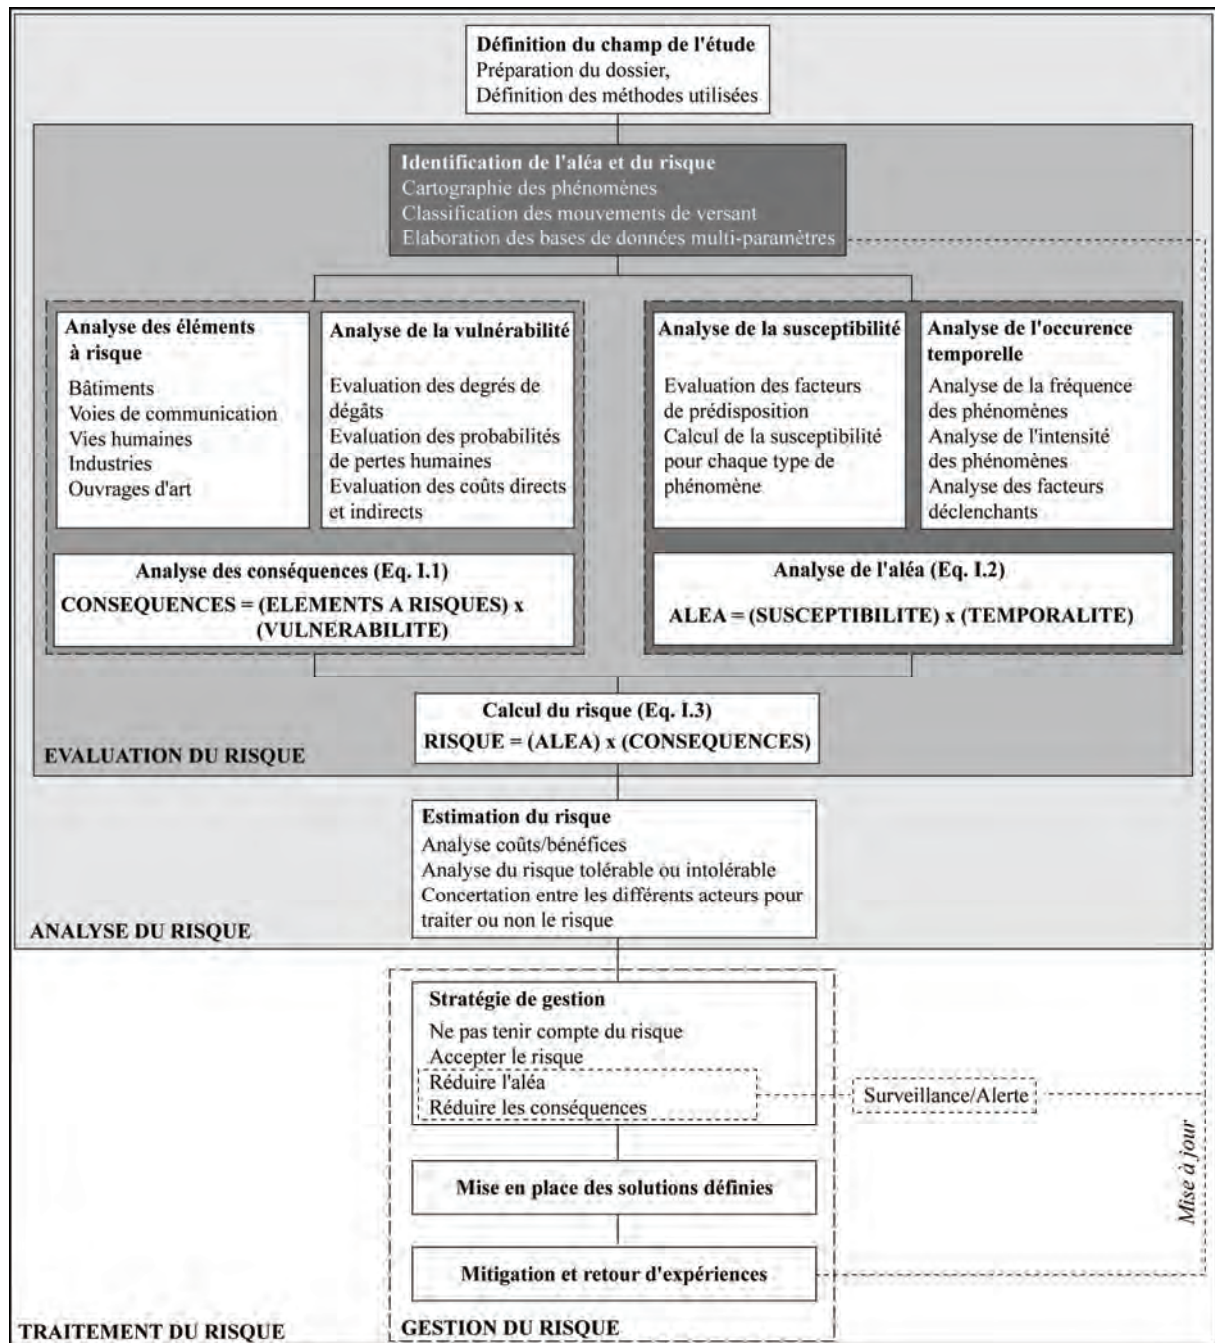 Définition du champ de l'étude
Préparation du dossier,
Définition des méthodes utilisées
Identification de l'aléa et du risque
Cartographie des phénomènes
Classification des mouvements de versant
Elaboration des bases de données multi-paramètres
Analyse des éléments
à risque
Bâtiments
Voies de communication
Vies humaines
Industries
Ouvrages d'art
Analyse de la vulnérabilité
Evaluation des degrés de
dégâts
Evaluation des probabilités
de pertes humaines
Evaluation des coûts directs
et indirects
Analyse des conséquences (Eq. I.1)
CONSEQUENCES = (ELEMENTS A RISQUES) x
(VULNERABILITE)
Analyse de la susceptibilité
Evaluation des facteurs
de prédisposition
Calcul de la susceptibilité
pour chaque type de
phénomène
Analyse de l'occurence
temporelle
Analyse de la fréquence
des phénomènes
Analyse de l'intensité
des phénomènes
Analyse des facteurs
déclenchants
Analyse de l'aléa (Eq. I.2)
ALEA = (SUSCEPTIBILITE) x (TEMPORALITE)
Calcul du risque (Eq. I.3)
RISQUE = (ALEA) x (CONSEQUENCES)
EVALUATION DU RISQUE
Estimation du risque
Analyse coûts/bénéfices
Analyse du risque tolérable ou intolérable
Concertation entre les différents acteurs pour
traiter ou non le risque
ANALYSE DU RISQUE
Stratégie de gestion
Ne pas tenir compte du risque
Accepter le risque
Réduire l'aléa
Réduire les conséquences
Surveillance/Alerte
Mise à jour
Mise en place des solutions définies
Mitigation et retour d'expériences
TRAITEMENT DU RISQUE
GESTION DU RISQUE